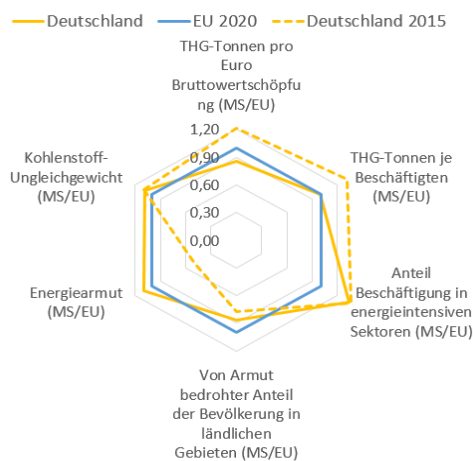 Deutschland EU 2020 Deutschland 2015
THG-Tonnen pro
Euro
Bruttowertschöpfu
ng (MS/EU)
1,20
0,90
0,60
0,30
0,00
Kohlenstoff-
Ungleichgewicht
(MS/EU)
THG-Tonnen je
Beschäftigten
(MS/EU)
Energiearmut
(MS/EU)
Anteil
Beschäftigung in
energieintensiven
Sektoren (MS/EU)
Von Armut
bedrohter Anteil
der Bevölkerung in
ländlichen
Gebieten (MS/EU)